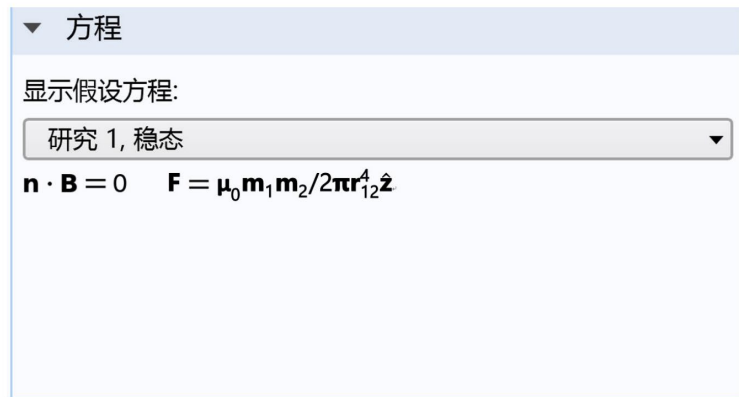 方程
显示假设方程:
研究 1, 稳态
n · B = 0 F = μ₀m₁m₂/2πr₁₂⁴ẑ